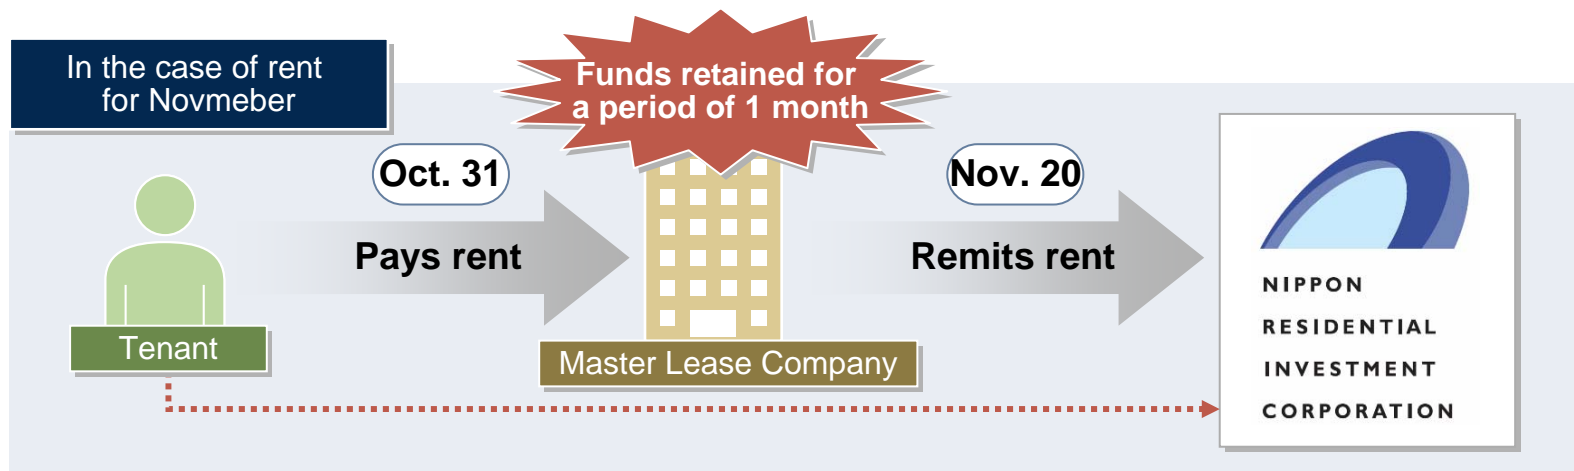 In the case of rent
for Novmeber
Funds retained for
a period of 1 month
Oct. 31
Nov. 20
Pays rent
Remits rent
Tenant
Master Lease Company
NIPPON
RESIDENTIAL
INVESTMENT
CORPORATION